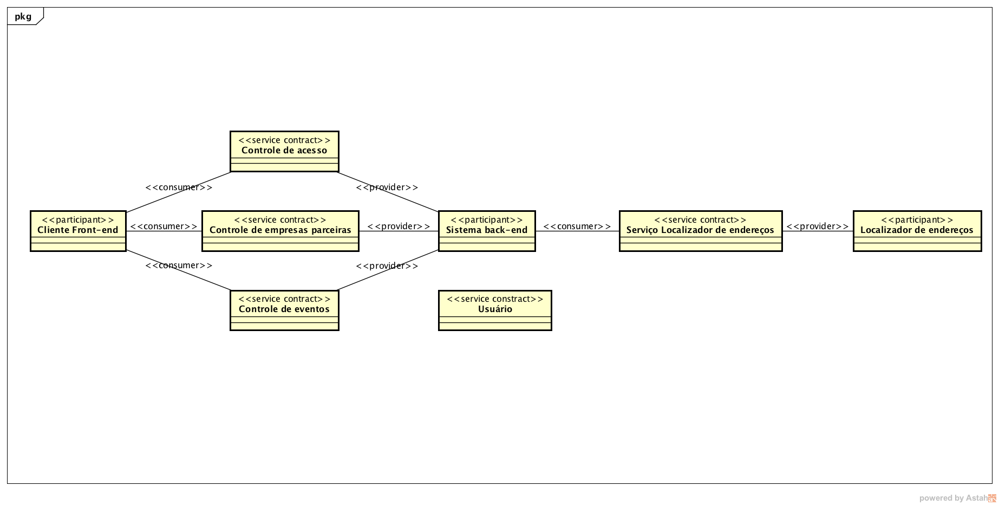 pkg
<<service contract>>
Controle de acesso
<<consumer>>
<<provider>>
<<participant>>
Cliente Front-end
<<consumer>>
<<service contract>>
Controle de empresas parceiras
<<provider>>
<<participant>>
Sistema back-end
<<consumer>>
<<service contract>>
Serviço Localizador de endereços
<<provider>>
<<participant>>
Localizador de endereços
<<consumer>>
<<provider>>
<<service contract>>
Controle de eventos
<<service constract>>
Usuário
powered by Astah